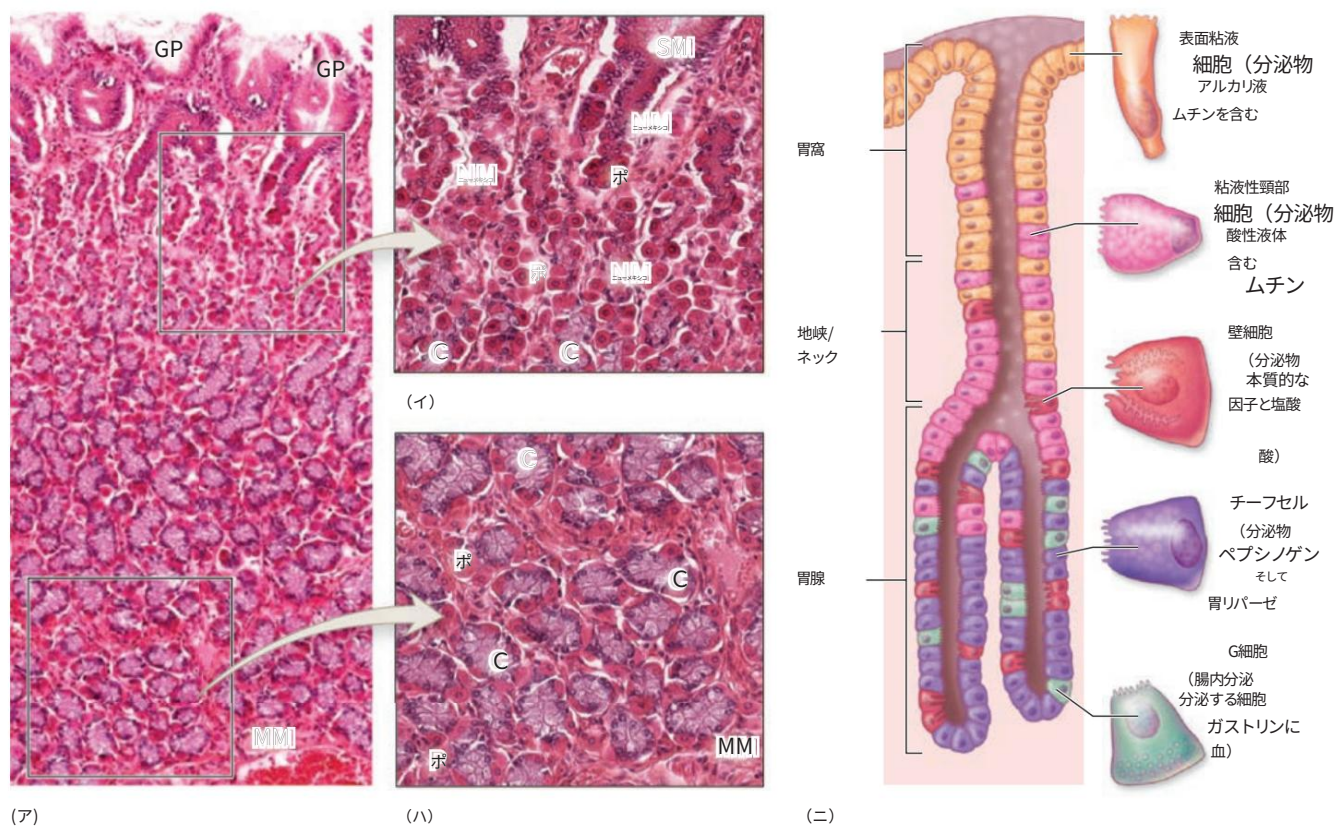 GP
GP
MM
(ア)
SM
NM
ニューメキシコ
NM
ニューメキシコ
ポ
ポ
NM
ニューメキシコ
C
C
(イ)
C
ポ
C
C
ポ
MM
(ハ)
胃窩
地峡/
ネック
胃腺
表面粘液
細胞(分泌物
アルカリ液
ムチンを含む
粘液性頸部
細胞(分泌物
酸性液体
含む
ムチン
壁細胞
(分泌物
本質的な
因子と塩酸
酸)
チーフセル
(分泌物
ペプシノゲン
そして
胃リパーゼ
G細胞
(腸内分泌
分泌する細胞
ガストリンに
血)
(ニ)